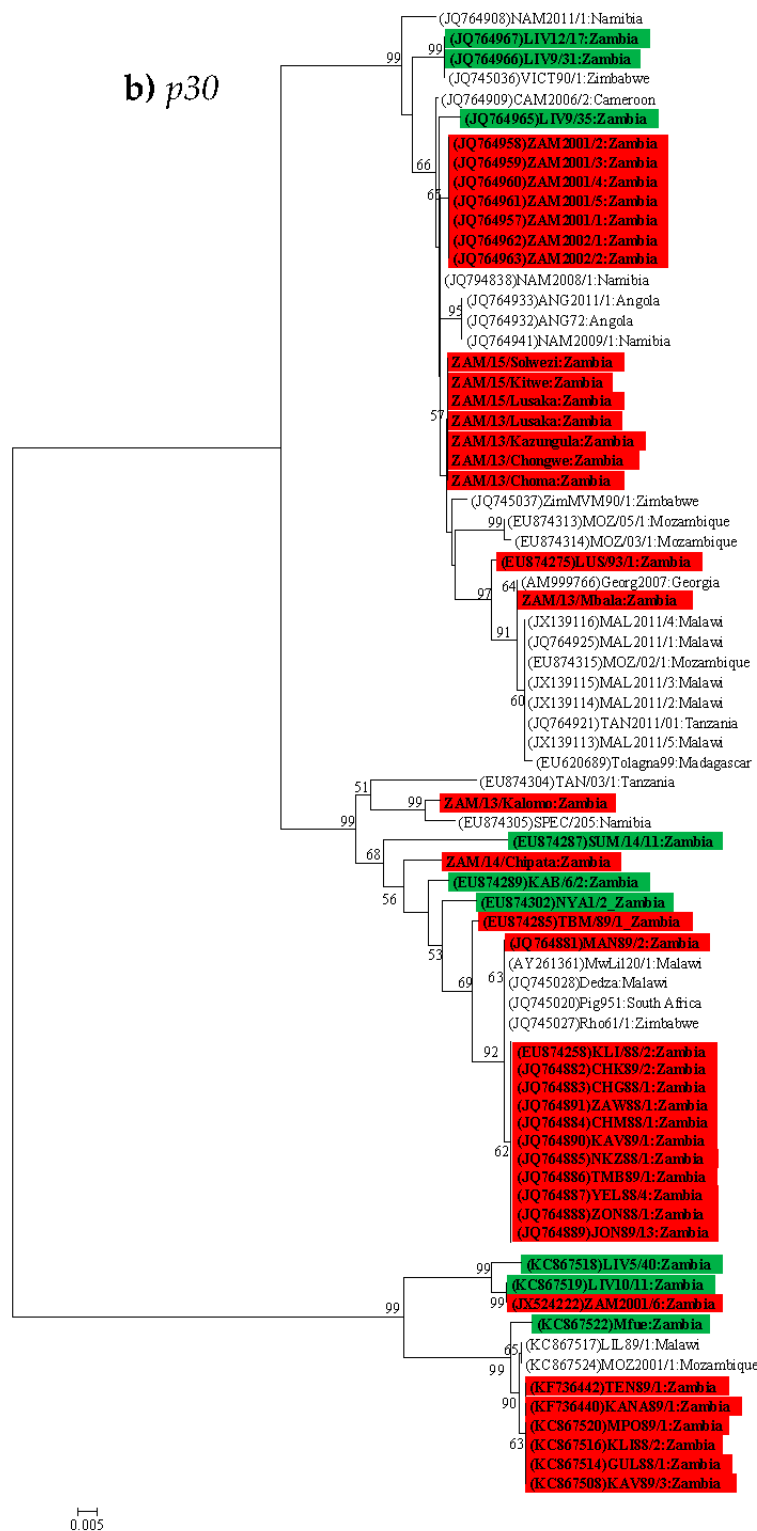 (JQ764908)NAM2011/1:Namibia
(JQ764967)LIV12/17:Zambia
99
99
(JQ764966)LIV9/31:Zambia
(JQ745036)VICT90/1:Zimbabwe
b) p30
(JQ764909)CAM2006/2:Cameroon
(JQ764965)LIV9/35:Zambia
(JQ764958)ZAM2001/2:Zambia
66
(JQ764959)ZAM2001/3:Zambia
(JQ764960)ZAM2001/4:Zambia
65
(JQ764961)ZAM2001/5:Zambia
(JQ764957)ZAM2001/1:Zambia
(JQ764962)ZAM2002/1:Zambia
(JQ764963)ZAM2002/2:Zambia
(JQ794838)NAM2008/1:Namibia
(JQ764933)ANG2011/1:Angola
95
(JQ764932)ANG72:Angola
(JQ764941)NAM2009/1:Namibia
ZAM/15/Solwezi:Zambia
ZAM/15/Kitwe:Zambia
ZAM/15/Lusaka:Zambia
57
ZAM/13/Lusaka:Zambia
ZAM/13/Kazungula:Zambia
ZAM/13/Chongwe:Zambia
ZAM/13/Choma:Zambia
(JQ745037)ZimMVM90/1:Zimbabwe
99
(EU874313)MOZ/05/1:Mozambique
(EU874314)MOZ/03/1:Mozambique
(EU874275)LUS/93/1:Zambia
64
(AM999766)Georg2007:Georgia
97
ZAM/13/Mbala:Zambia
(JX139116)MAL2011/4:Malawi
91
(JQ764925)MAL2011/1:Malawi
(EU874315)MOZ/02/1:Mozambique
(JX139115)MAL2011/3:Malawi
60
(JX139114)MAL2011/2:Malawi
(JQ764921)TAN2011/01:Tanzania
(JX139113)MAL2011/5:Malawi
(EU620689)Tolagna99:Madagascar
51
(EU874304)TAN/03/1:Tanzania
99
ZAM/13/Kalomo:Zambia
99
(EU874305)SPEC/205:Namibia
(EU874287)SUM/14/11:Zambia
68
ZAM/14/Chipata:Zambia
(EU874289)KAB/6/2:Zambia
56
(EU874302)NYA1/2_Zambia
(EU874285)TBM/89/1_Zambia
53
(JQ764881)MAN89/2:Zambia
(AY261361)MwLil20/1:Malawi
63
69
(JQ745028)Dedza:Malawi
(JQ745020)Pig951:South Africa
(JQ745027)Rho61/1:Zimbabwe
92
(EU874258)KLI/88/2:Zambia
(JQ764882)CHK89/2:Zambia
(JQ764883)CHG88/1:Zambia
(JQ764891)ZAW88/1:Zambia
(JQ764884)CHM88/1:Zambia
(JQ764890)KAV89/1:Zambia
62
(JQ764885)NKZ88/1:Zambia
(JQ764886)TMB89/1:Zambia
(JQ764887)YEL88/4:Zambia
(JQ764888)ZON88/1:Zambia
(JQ764889)JON89/13:Zambia
99
(KC867518)LIV5/40:Zambia
(KC867519)LIV10/11:Zambia
99
99
(JX524222)ZAM2001/6:Zambia
(KC867522)Mfue:Zambia
65
(KC867517)LIL89/1:Malawi
99
(KC867524)MOZ2001/1:Mozambique
(KF736442)TEN89/1:Zambia
90
(KF736440)KANA89/1:Zambia
(KC867520)MPO89/1:Zambia
63
(KC867516)KLI88/2:Zambia
(KC867514)GUL88/1:Zambia
(KC867508)KAV89/3:Zambia
0.005